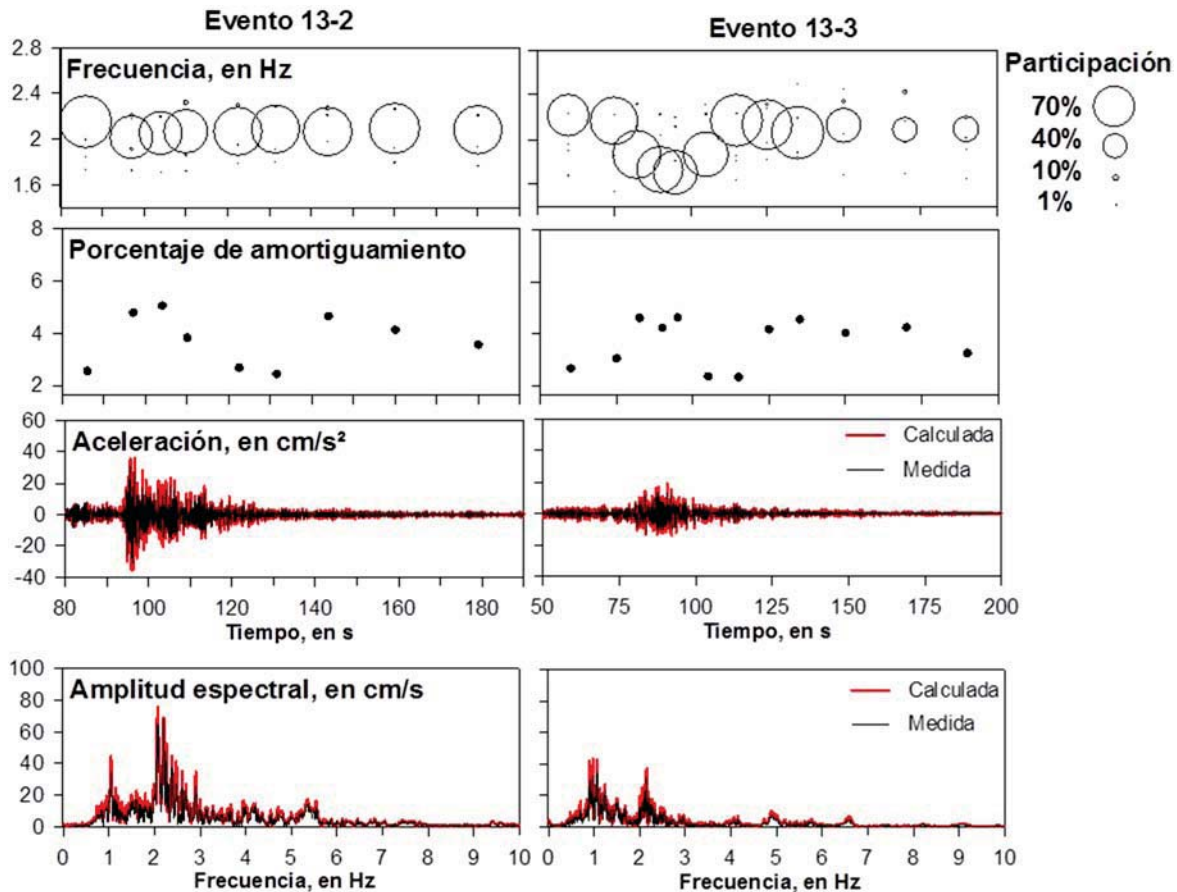 Evento 13-2
Evento 13-3
2.8
2.4
2
1.6
Frecuencia, en Hz
Participación
70%
40%
10%
1%
8
6
4
2
Porcentaje de amortiguamiento
60
40
20
0
-20
-40
Aceleración, en cm/s²
Calculada
Medida
80 100 120 140 160 180
Tiempo, en s
50 75 100 125 150 175 200
Tiempo, en s
100
80
60
40
20
0
Amplitud espectral, en cm/s
Calculada
Medida
0 1 2 3 4 5 6 7 8 9 10
Frecuencia, en Hz
0 1 2 3 4 5 6 7 8 9 10
Frecuencia, en Hz